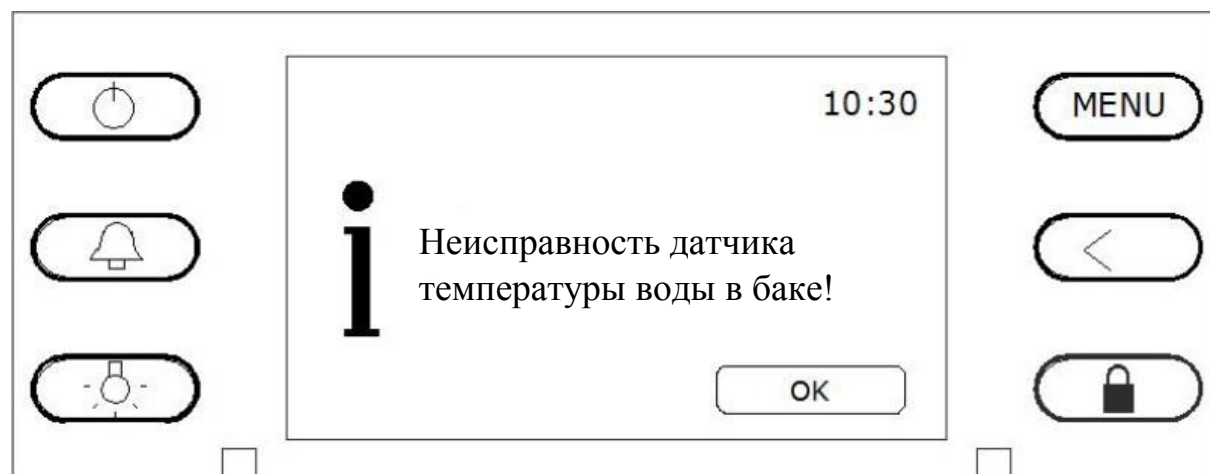 10:30
MENU
i
Неисправность датчика
температуры воды в баке!
OK